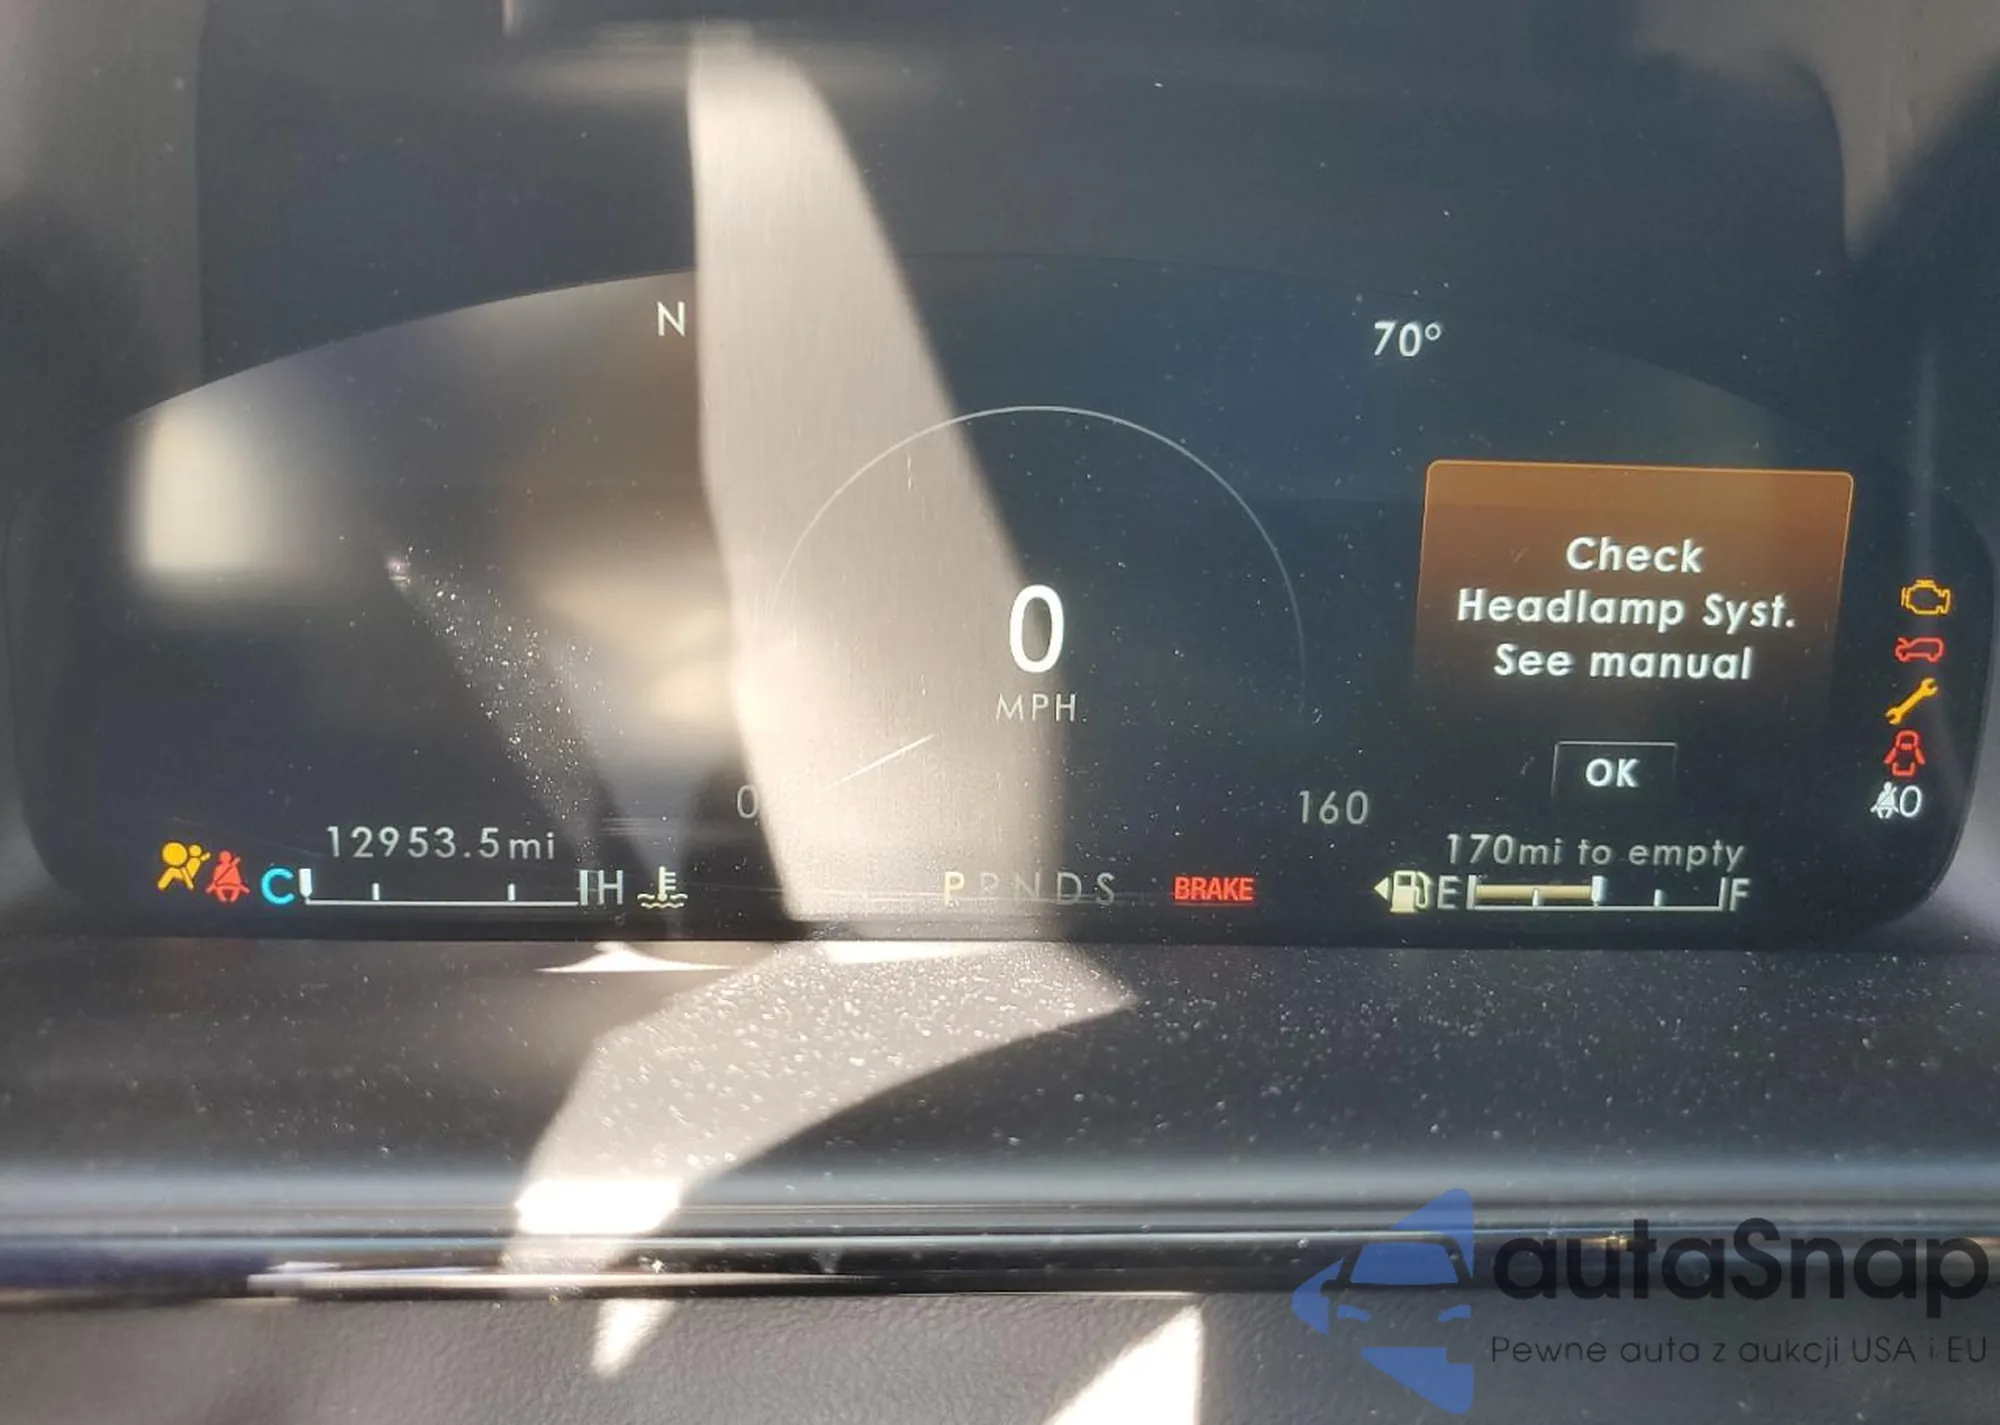 N
70°
Check
Headlamp Syst.
See manual
OK
0
MPH
0
160
12953.5mi
170mi to empty
C
H
PRNDS
BRAKE
E
F
0
autaSnap
Pewne auta z aukcji USA i EU